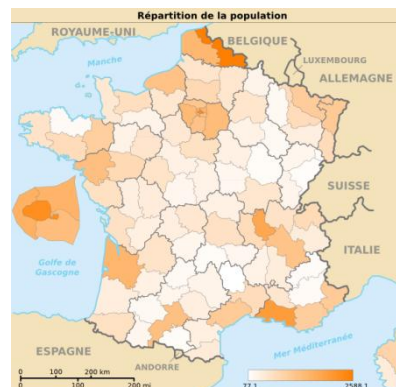 Répartition de la population
ROYAUME-UNI
BELGIQUE
Manche
LUXEMBOURG
ALLEMAGNE
SUISSE
ITALIE
Golfe de
Gascogne
Mer Méditerranée
ESPAGNE
ANDORRE
0 100 200 km
0 100 200 mi
77.1 2588.1